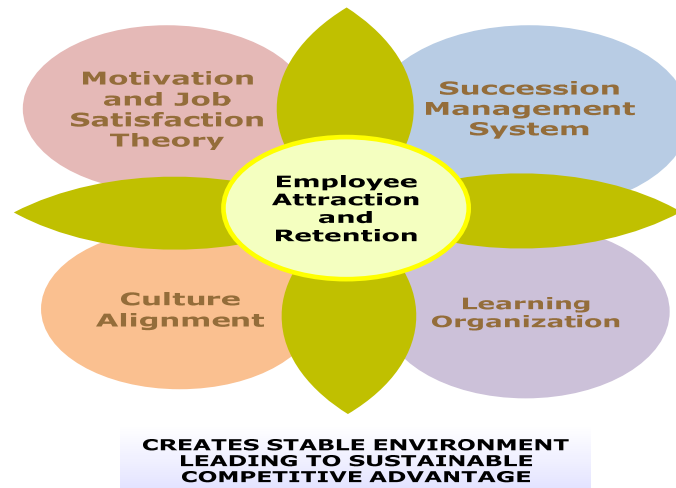 Motivation
and Job
Satisfaction
Theory
Succession
Management
System
Employee
Attraction
and
Retention
Culture
Alignment
Learning
Organization
CREATES STABLE ENVIRONMENT
LEADING TO SUSTAINABLE
COMPETITIVE ADVANTAGE